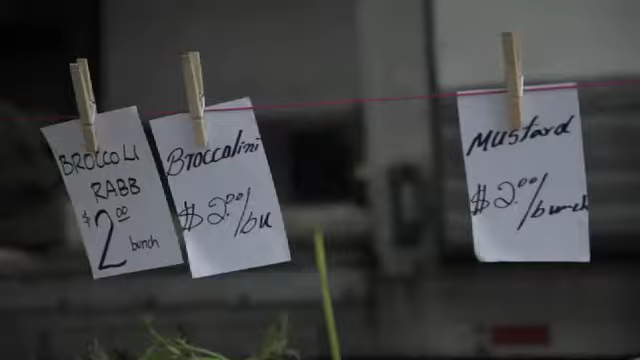 BROCCOLI
RABB
$2.00
bunch
Broccolini
$2.00/bu
Mustard
$2.00/bunch